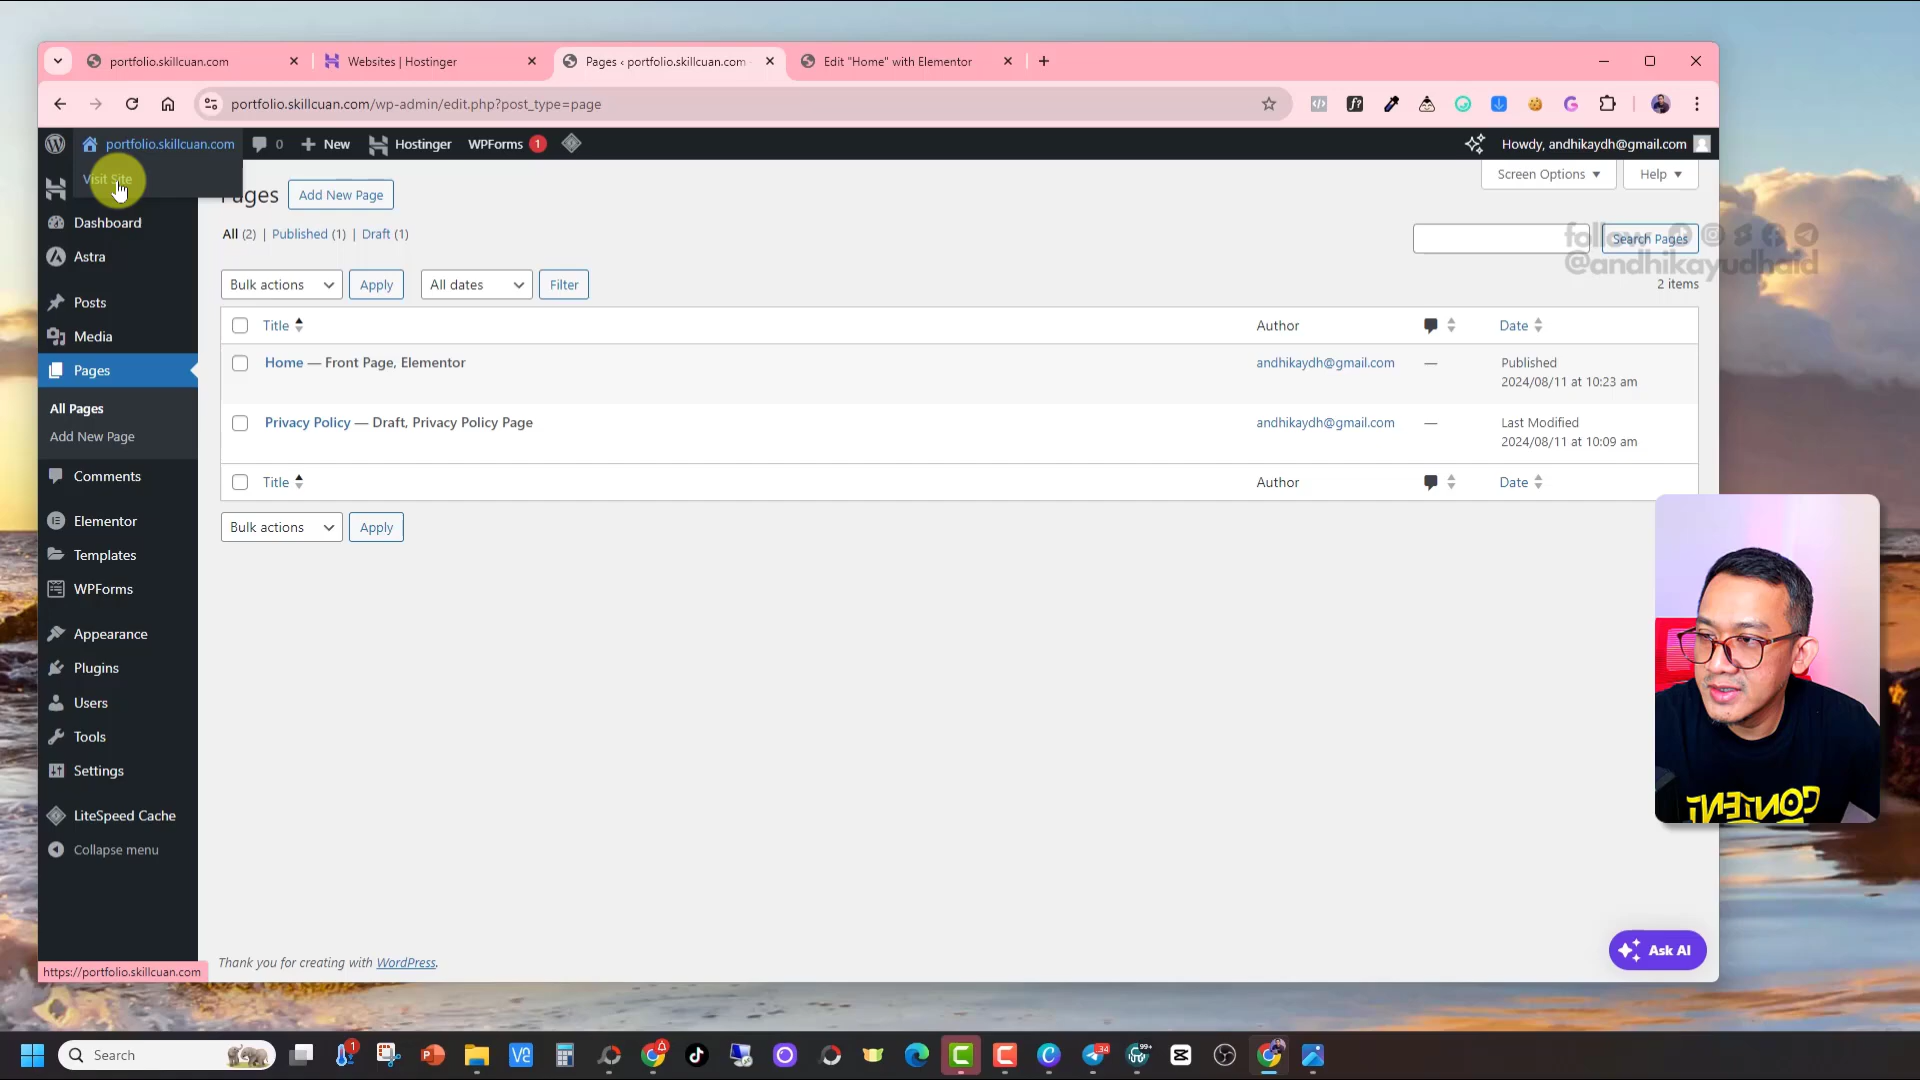 portfolio.skillcuan.com
Websites | Hostinger
Pages ‹ portfolio.skillcuan.com
Edit "Home" with Elementor
portfolio.skillcuan.com/wp-admin/edit.php?post_type=page
portfolio.skillcuan.com
0
New
Hostinger
WPForms
1
Howdy, andhikaydh@gmail.com
Visit Site
Pages
Add New Page
Screen Options
Help
All (2) | Published (1) | Draft (1)
follow
@andhikayudhaid
Search Pages
Bulk actions
Apply
All dates
Filter
2 items
Title
Author
Date
Home — Front Page, Elementor
andhikaydh@gmail.com
—
Published
2024/08/11 at 10:23 am
Privacy Policy — Draft, Privacy Policy Page
andhikaydh@gmail.com
—
Last Modified
2024/08/11 at 10:09 am
Title
Author
Date
Bulk actions
Apply
Dashboard
Astra
Posts
Media
Pages
All Pages
Add New Page
Comments
Elementor
Templates
WPForms
Appearance
Plugins
Users
Tools
Settings
LiteSpeed Cache
Collapse menu
Thank you for creating with WordPress.
https://portfolio.skillcuan.com
Ask AI
CONTENT
Search
1
34
99+